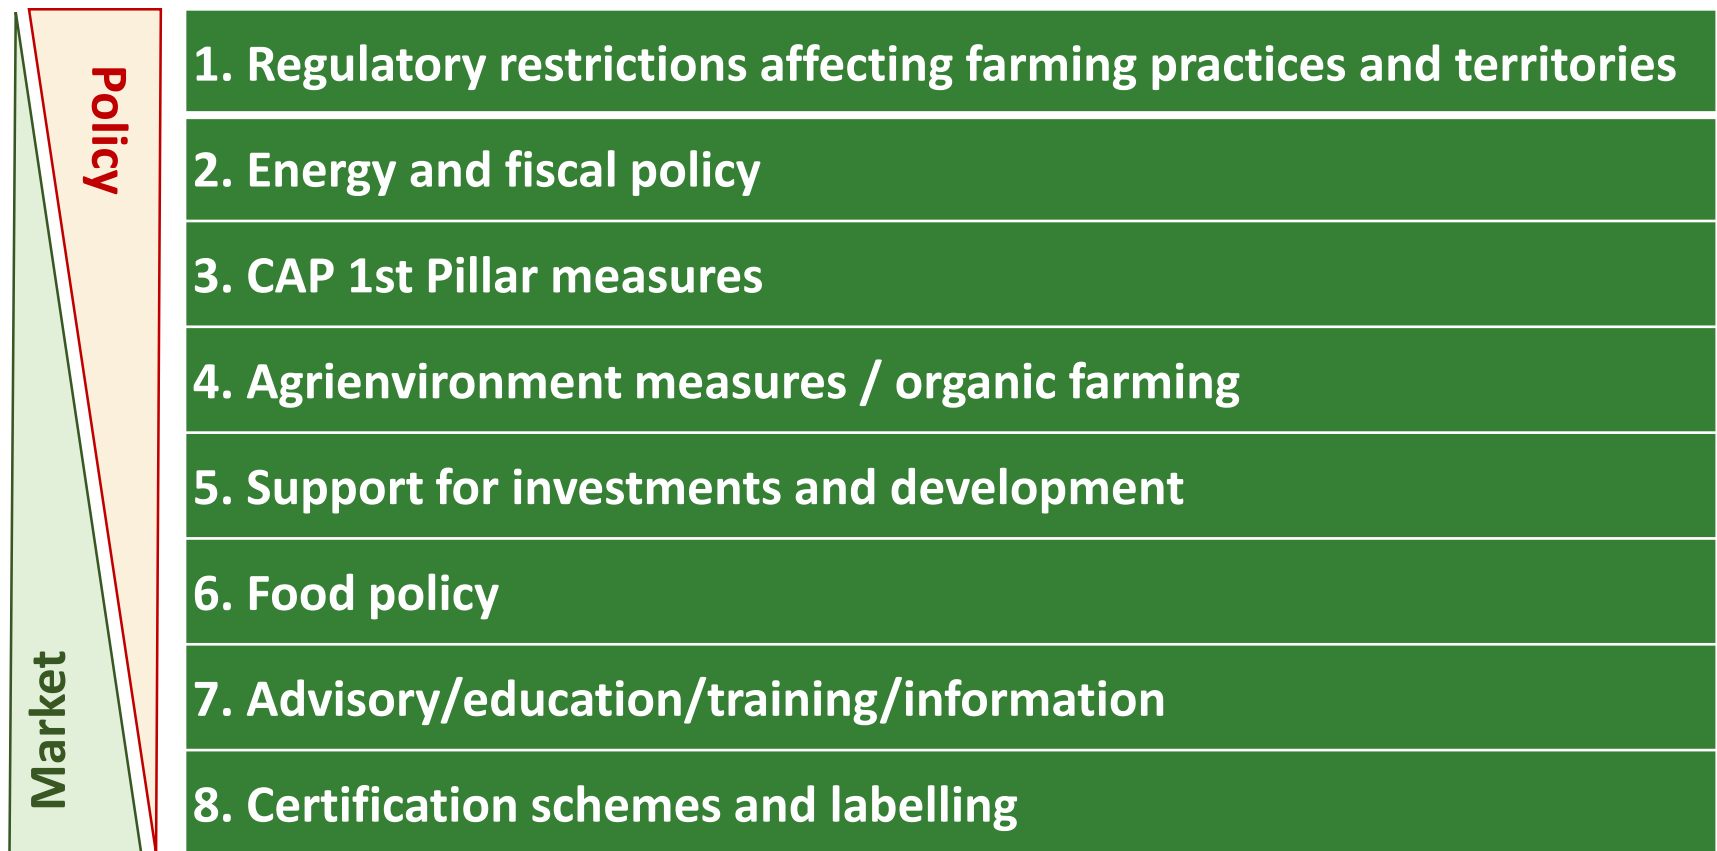 Policy
Market
1. Regulatory restrictions affecting farming practices and territories
2. Energy and fiscal policy
3. CAP 1st Pillar measures
4. Agrienvironment measures / organic farming
5. Support for investments and development
6. Food policy
7. Advisory/education/training/information
8. Certification schemes and labelling